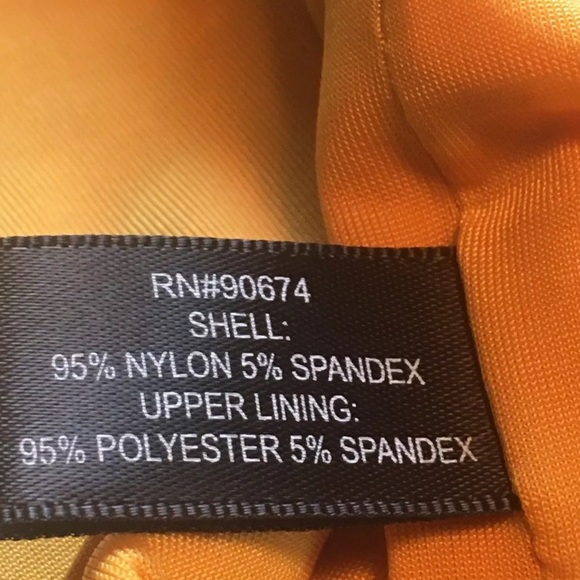 RN#90674
SHELL:
95% NYLON 5% SPANDEX
UPPER LINING:
95% POLYESTER 5% SPANDEX